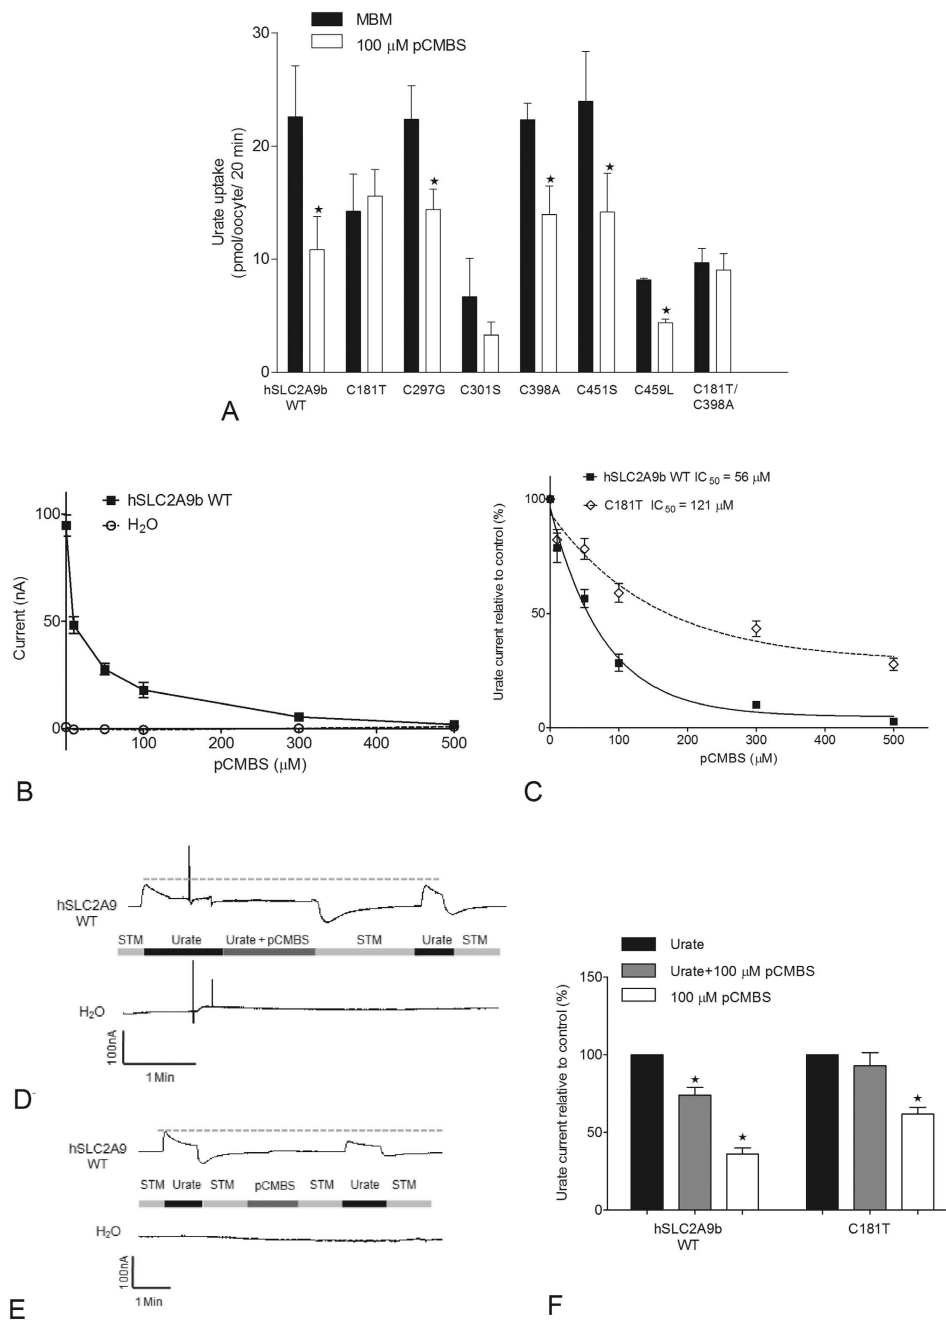 MBM
100 μM pCMBS
30
20
10
0
Urate uptake
(pmol/oocyte/ 20 min)
hSLC2A9b
WT
C181T
C297G
C301S
C398A
C451S
C459L
C181T/
C398A
A
hSLC2A9b WT
H2O
100
50
0
Current (nA)
100
200
300
400
500
pCMBS (μM)
B
hSLC2A9b WT IC50 = 56 μM
C181T IC50 = 121 μM
100
50
0
Urate current relative to control (%)
0
100
200
300
400
500
pCMBS (μM)
C
hSLC2A9
WT
STM
Urate
Urate + pCMBS
STM
Urate
STM
H2O
100nA
1 Min
D
hSLC2A9
WT
STM
Urate
STM
pCMBS
STM
Urate
STM
H2O
100nA
1 Min
E
Urate
Urate+100 μM pCMBS
100 μM pCMBS
150
100
50
0
Urate current relative to control (%)
hSLC2A9b
WT
C181T
F